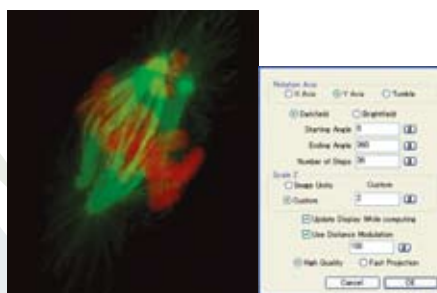 Rotation Axis
X Axis Y Axis Tumble
Darkfield Brightfield
Starting Angle 0
Ending Angle 360
Number of Steps 36
Scale Z
Image Units Custom
Custom 2
Update Display While computing
Use Distance Modulation
100
High Quality Fast Projection
Cancel OK